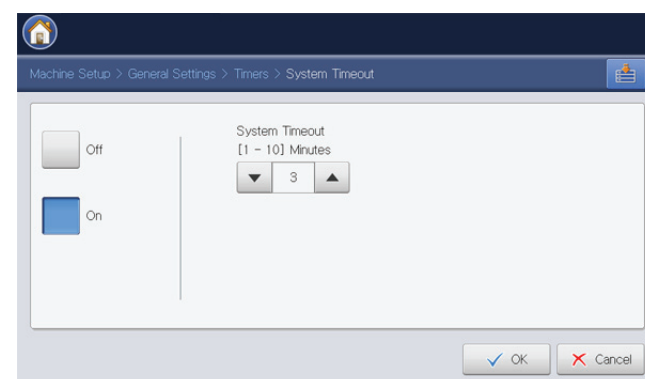 Machine Setup > General Settings > Timers > System Timeout
System Timeout
[1 - 10] Minutes
Off
3
On
OK
Cancel